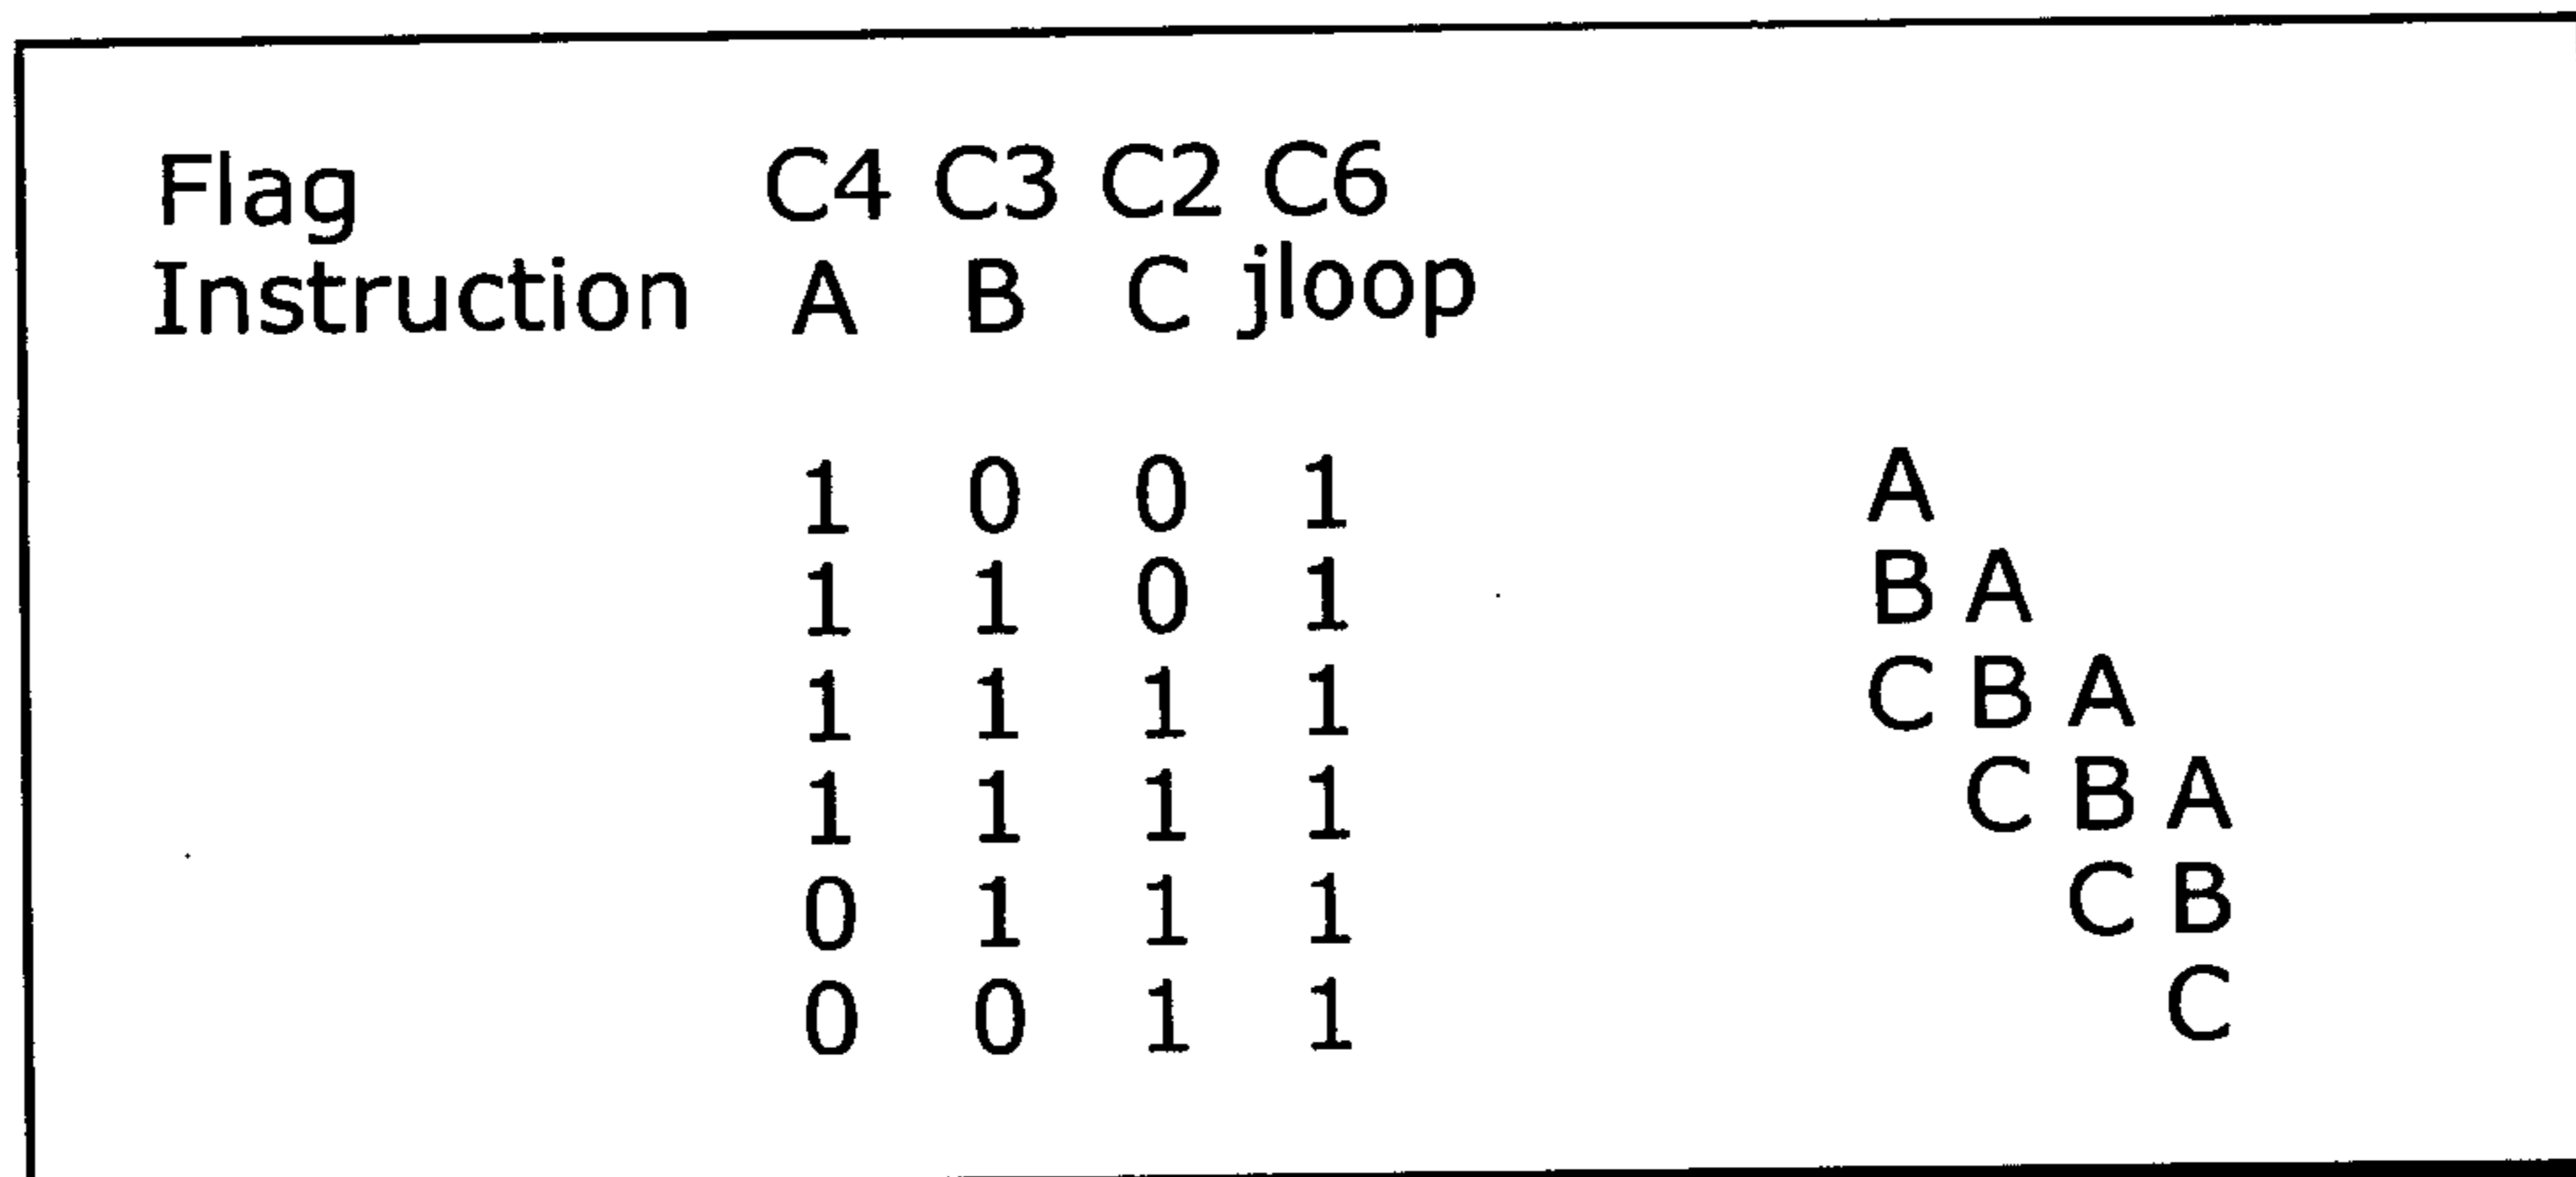 Flag C4 C3 C2 C6
Instruction A B C jloop
1 0 0 1 A
1 1 0 1 B A
1 1 1 1 C B A
1 1 1 1 C B A
0 1 1 1 C B
0 0 1 1 C